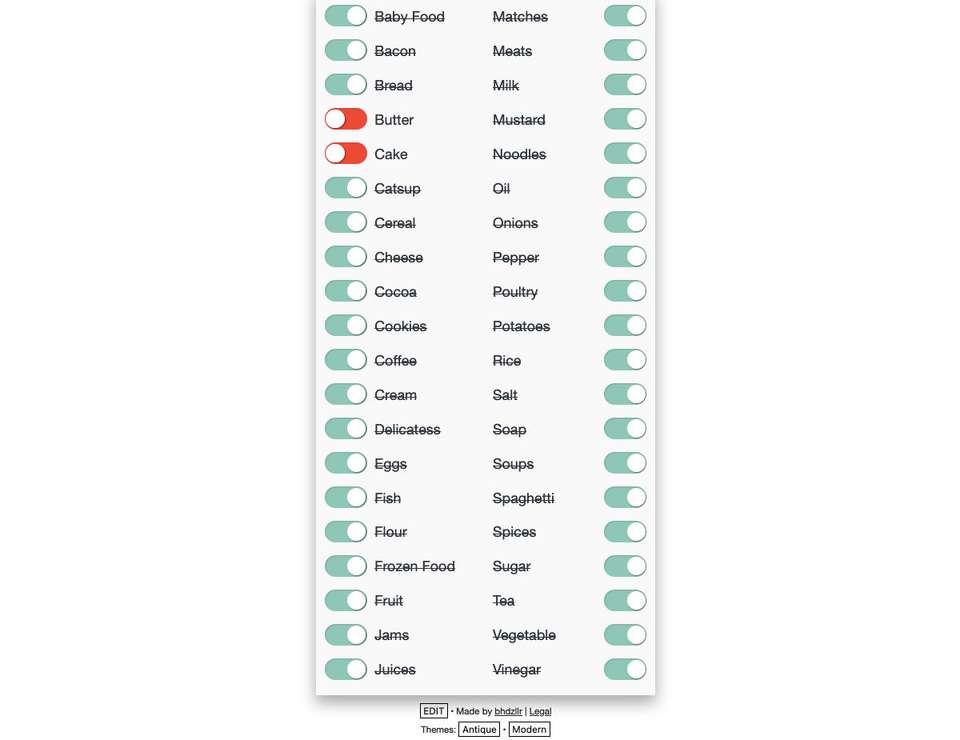 Baby Food Matches
Bacon Meats
Bread Milk
Butter Mustard
Cake Noodles
Catsup Oil
Cereal Onions
Cheese Pepper
Cocoa Poultry
Cookies Potatoes
Coffee Rice
Cream Salt
Delicatess Soap
Eggs Soups
Fish Spaghetti
Flour Spices
Frozen Food Sugar
Fruit Tea
Jams Vegetable
Juices Vinegar
EDIT • Made by bhdzllr | Legal
Themes: Antique • Modern